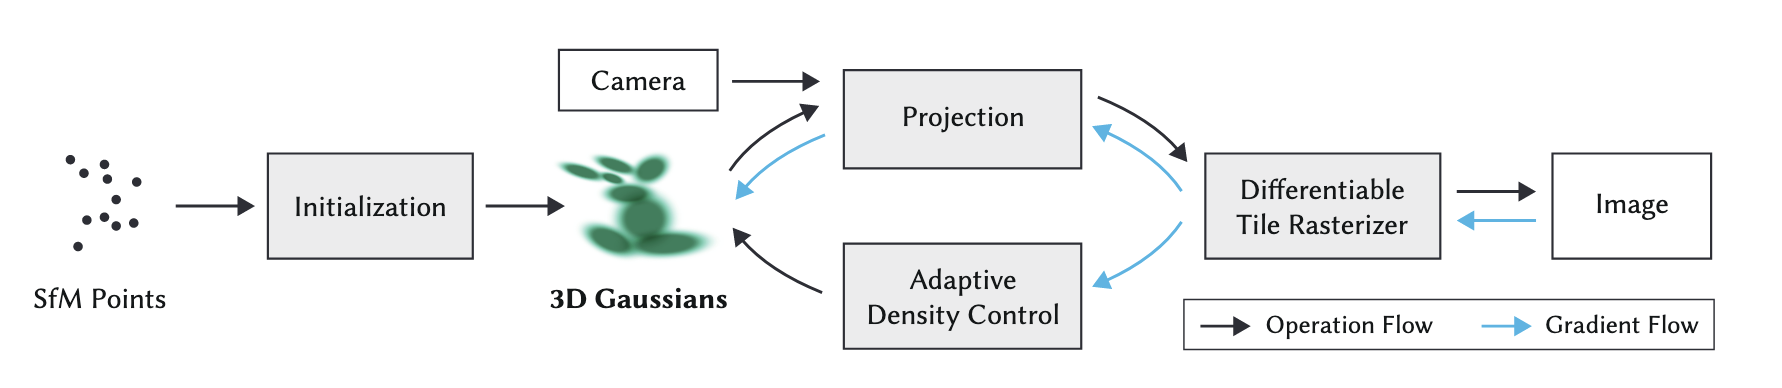 SfM Points
Initialization
Camera
3D Gaussians
Projection
Adaptive
Density Control
Differentiable
Tile Rasterizer
Image
Operation Flow
Gradient Flow